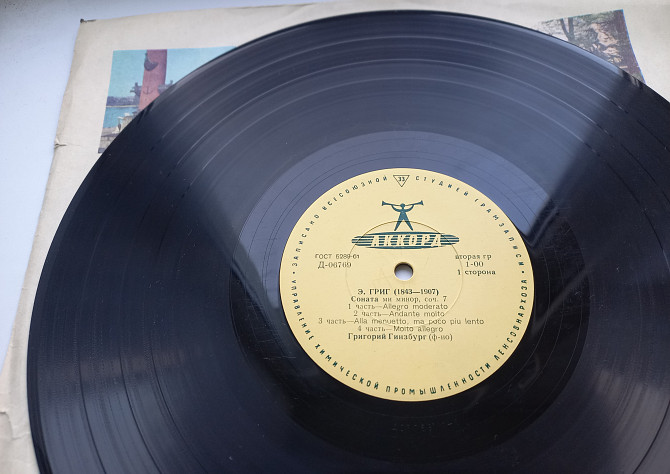 ЗАПИСАНО ВСЕСОЮЗНОЙ 33 СТУДИЕЙ ГРАМЗАПИСИ
АККОРД
ГОСТ 5289-61
вторая гр
Д-06769
1-00
1 сторона
Э. ГРИГ (1843—1907)
Соната ми минор, соч. 7
1 часть—Allegro moderato
2 часть—Andante molto
3 часть—Alla menuetto, ma poco piu lento
4 часть—Molto allegro
Григорий Гинзбург (ф-но)
УПРАВЛЕНИЕ ХИМИЧЕСКОЙ ПРОМЫШЛЕННОСТИ ЛЕНСОВНАРХОЗА